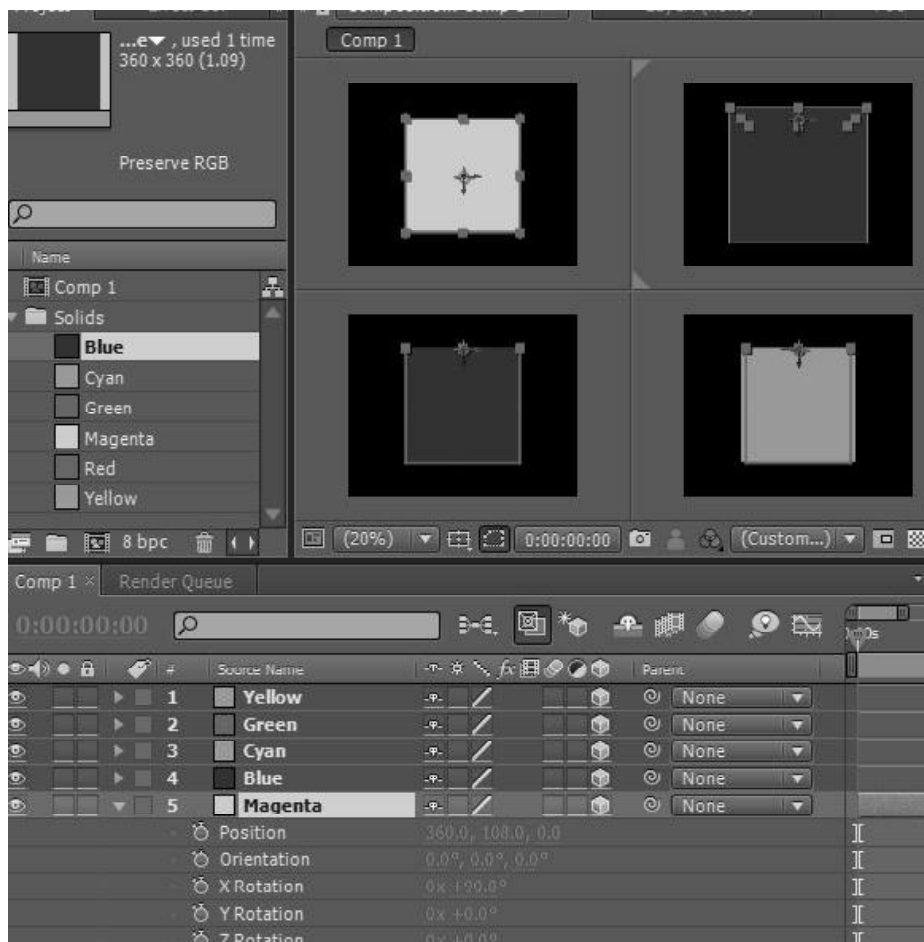 ...e , used 1 time
360 x 360 (1.09)
Preserve RGB
Name
Comp 1
Solids
Blue
Cyan
Green
Magenta
Red
Yellow
8 bpc
Comp 1
(20%)
0:00:00:00
(Custom...)
Comp 1 × Render Queue
0:00:00:00
# Source Name fx Parent
1 Yellow None
2 Green None
3 Cyan None
4 Blue None
5 Magenta None
Position 360.0, 108.0, 0.0
Orientation 0.0°, 0.0°, 0.0°
X Rotation 0x +90.0°
Y Rotation 0x +0.0°
Z Rotation 0x +0.0°